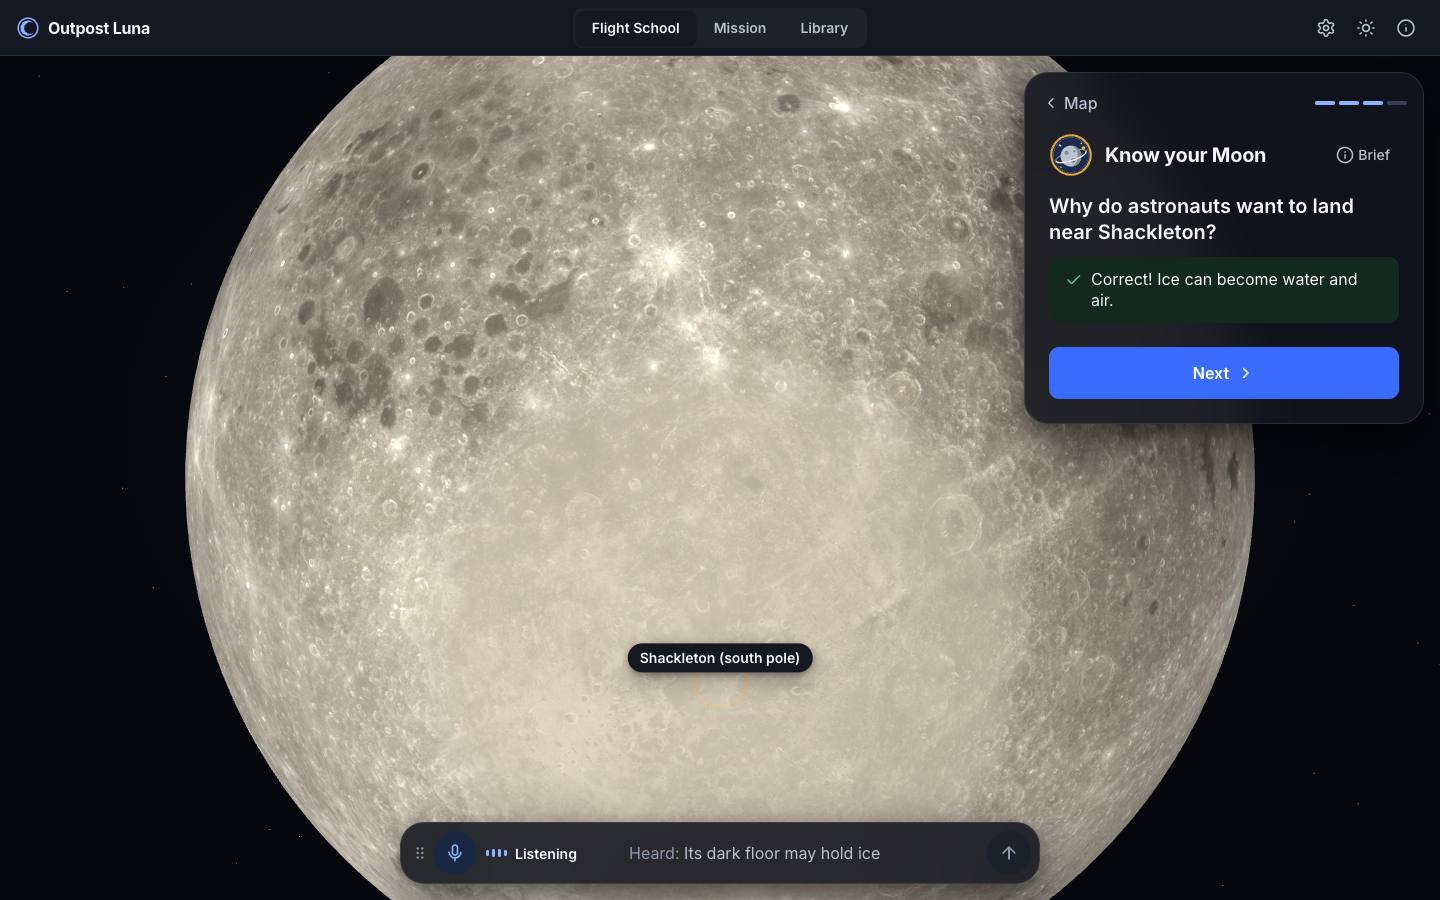 Outpost Luna
Flight School
Mission
Library
Map
Know your Moon
Brief
Why do astronauts want to land
near Shackleton?
Correct! Ice can become water and
air.
Next
Shackleton (south pole)
Listening
Heard: Its dark floor may hold ice